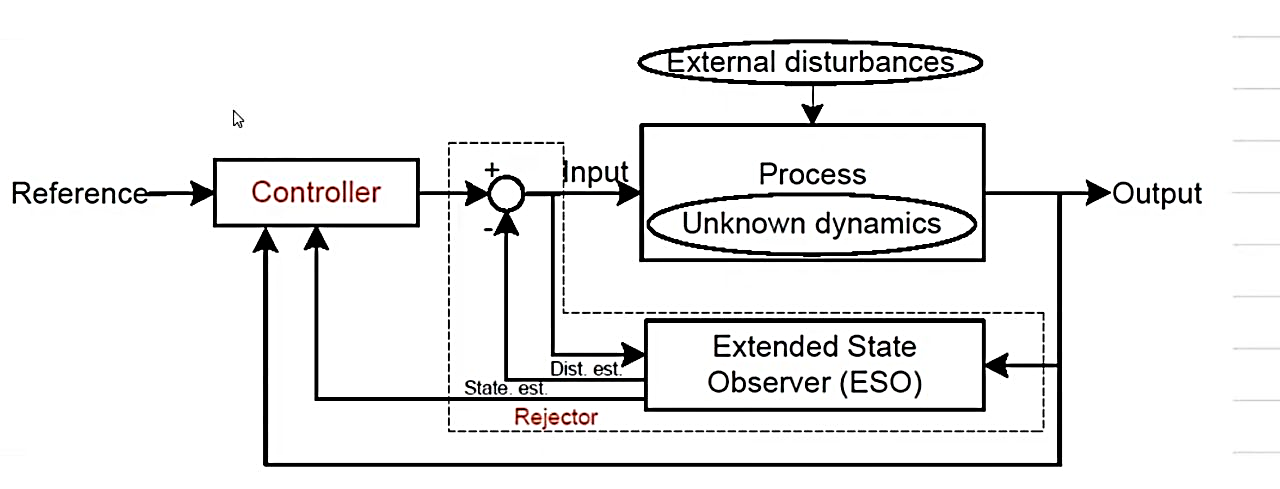 External disturbances
+
Input
Process
Reference
Controller
Output
-
Unknown dynamics
Extended State
Observer (ESO)
Dist. est.
State. est.
Rejector